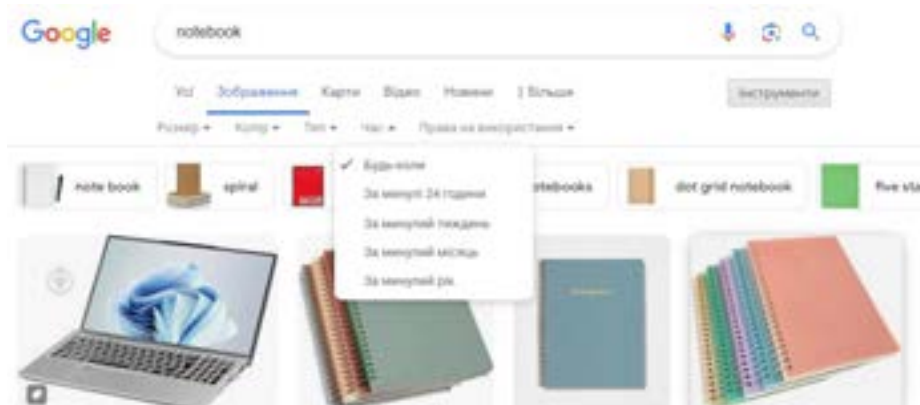 Google
notebook
Усі Зображення Карти Відео Новини Більше
Інструменти
Розмір Колір Тип Час Права на використання
Будь-коли
За минулі 24 години
За минулий тиждень
За минулий місяць
За минулий рік
note book spiral otebooks dot grid notebook five sta